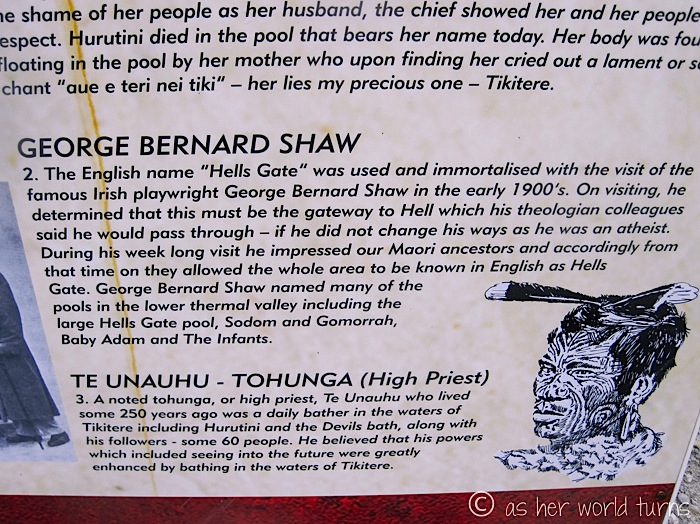 he shame of her people as her husband, the chief showed her and her people
espect. Hurutini died in the pool that bears her name today. Her body was fou
floating in the pool by her mother who upon finding her cried out a lament or s
chant "aue e teri nei tiki" – her lies my precious one – Tikitere.
GEORGE BERNARD SHAW
2. The English name "Hells Gate" was used and immortalised with the visit of the
famous Irish playwright George Bernard Shaw in the early 1900's. On visiting, he
determined that this must be the gateway to Hell which his theologian colleagues
said he would pass through – if he did not change his ways as he was an atheist.
During his week long visit he impressed our Maori ancestors and accordingly from
that time on they allowed the whole area to be known in English as Hells
Gate. George Bernard Shaw named many of the
pools in the lower thermal valley including the
large Hells Gate pool, Sodom and Gomorrah,
Baby Adam and The Infants.
TE UNAUHU - TOHUNGA (High Priest)
3. A noted tohunga, or high priest, Te Unauhu who lived
some 250 years ago was a daily bather in the waters of
Tikitere including Hurutini and the Devils bath, along with
his followers - some 60 people. He believed that his powers
which included seeing into the future were greatly
enhanced by bathing in the waters of Tikitere.
© as her world turns